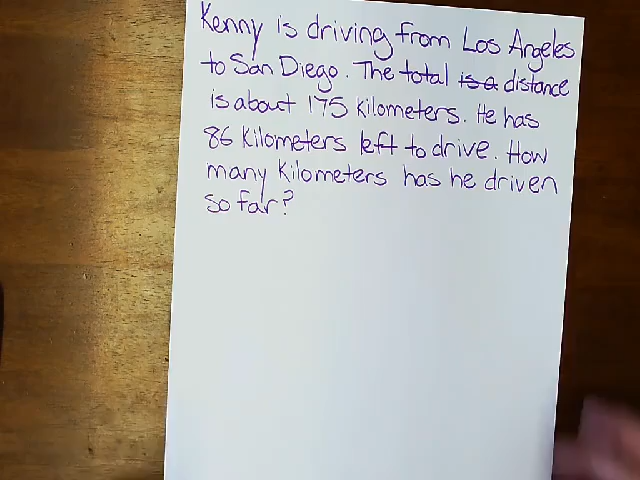 Kenny is driving from Los Angeles
to San Diego. The total is a distance
is about 175 kilometers. He has
86 kilometers left to drive. How
many kilometers has he driven
so far?